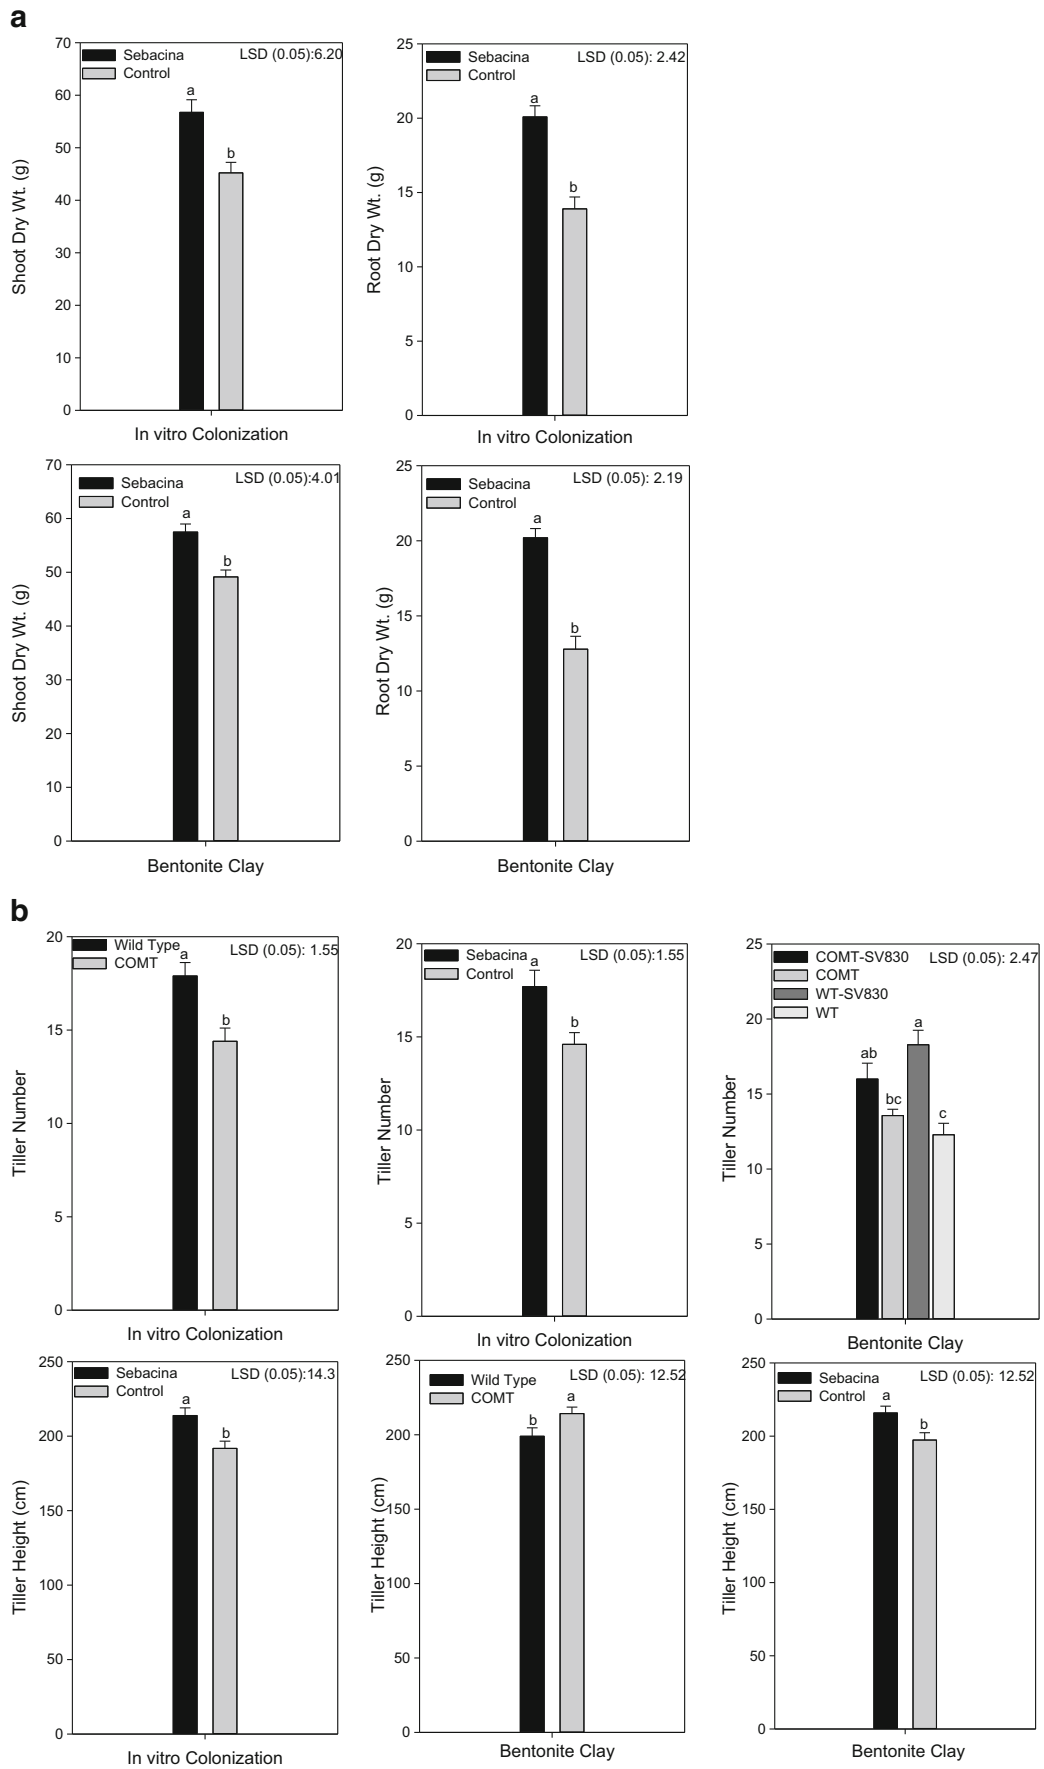 a
70
60
50
40
30
20
10
0
Shoot Dry Wt. (g)
Sebacina
Control
LSD (0.05):6.20
a
b
In vitro Colonization
25
20
15
10
5
0
Root Dry Wt. (g)
Sebacina
Control
LSD (0.05): 2.42
a
b
In vitro Colonization
70
60
50
40
30
20
10
0
Shoot Dry Wt. (g)
Sebacina
Control
LSD (0.05):4.01
a
b
Bentonite Clay
25
20
15
10
5
0
Root Dry Wt. (g)
Sebacina
Control
LSD (0.05): 2.19
a
b
Bentonite Clay
b
20
15
10
5
0
Tiller Number
Wild Type
COMT
LSD (0.05): 1.55
a
b
In vitro Colonization
20
15
10
5
0
Tiller Number
Sebacina
Control
LSD (0.05):1.55
a
b
In vitro Colonization
25
20
15
10
5
0
Tiller Number
COMT-SV830
COMT
WT-SV830
WT
LSD (0.05): 2.47
ab
bc
a
c
Bentonite Clay
250
200
150
100
50
0
Tiller Height (cm)
Sebacina
Control
LSD (0.05):14.3
a
b
In vitro Colonization
250
200
150
100
50
0
Tiller Height (cm)
Wild Type
COMT
LSD (0.05): 12.52
b
a
Bentonite Clay
250
200
150
100
50
0
Tiller Height (cm)
Sebacina
Control
LSD (0.05): 12.52
a
b
Bentonite Clay